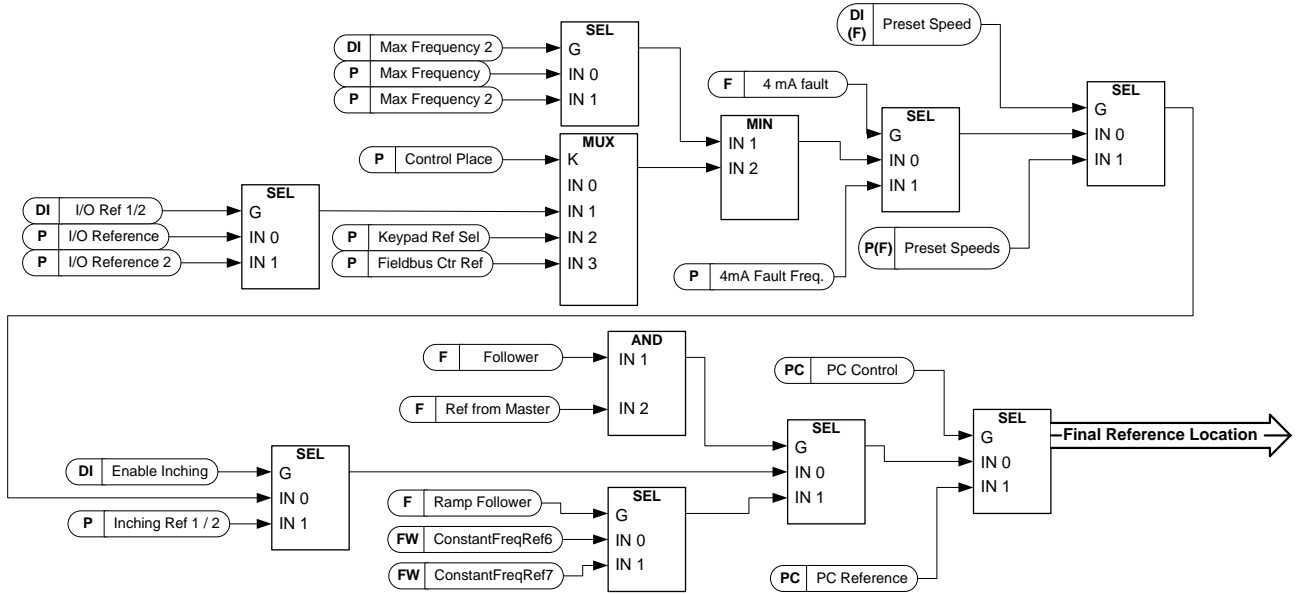 SEL
DI Max Frequency 2
P Max Frequency
P Max Frequency 2
G
IN 0
IN 1
DI (F) Preset Speed
F 4 mA fault
SEL
G
IN 0
IN 1
MIN
IN 1
IN 2
SEL
G
IN 0
IN 1
MUX
P Control Place
K
IN 0
IN 1
IN 2
IN 3
SEL
DI I/O Ref 1/2
P I/O Reference
P I/O Reference 2
G
IN 0
IN 1
P Keypad Ref Sel
P Fieldbus Ctr Ref
P(F) Preset Speeds
P 4mA Fault Freq.
AND
F Follower
IN 1
F Ref from Master
IN 2
PC PC Control
SEL
G
IN 0
IN 1
Final Reference Location
SEL
G
IN 0
IN 1
SEL
DI Enable Inching
G
IN 0
P Inching Ref 1 / 2
IN 1
SEL
F Ramp Follower
G
FW ConstantFreqRef6
IN 0
FW ConstantFreqRef7
IN 1
PC PC Reference